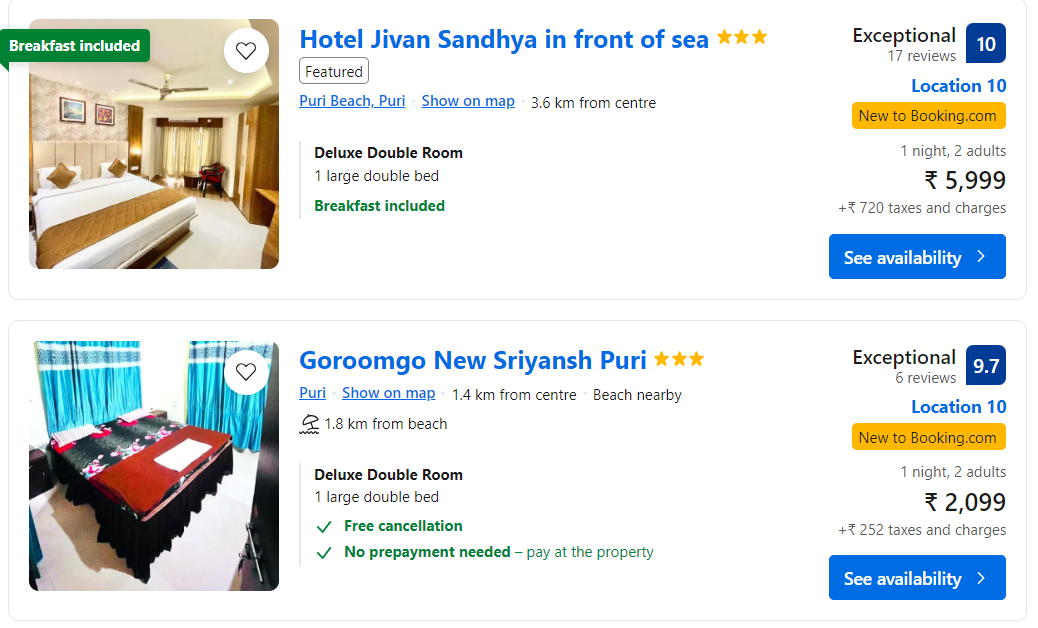 Breakfast included
Hotel Jivan Sandhya in front of sea
Featured
Puri Beach, Puri · Show on map · 3.6 km from centre
Deluxe Double Room
1 large double bed
Breakfast included
Exceptional 10
17 reviews
Location 10
New to Booking.com
1 night, 2 adults
₹ 5,999
+₹ 720 taxes and charges
See availability
Goroomgo New Sriyansh Puri
Puri · Show on map · 1.4 km from centre · Beach nearby
1.8 km from beach
Deluxe Double Room
1 large double bed
Free cancellation
No prepayment needed – pay at the property
Exceptional 9.7
6 reviews
Location 10
New to Booking.com
1 night, 2 adults
₹ 2,099
+₹ 252 taxes and charges
See availability